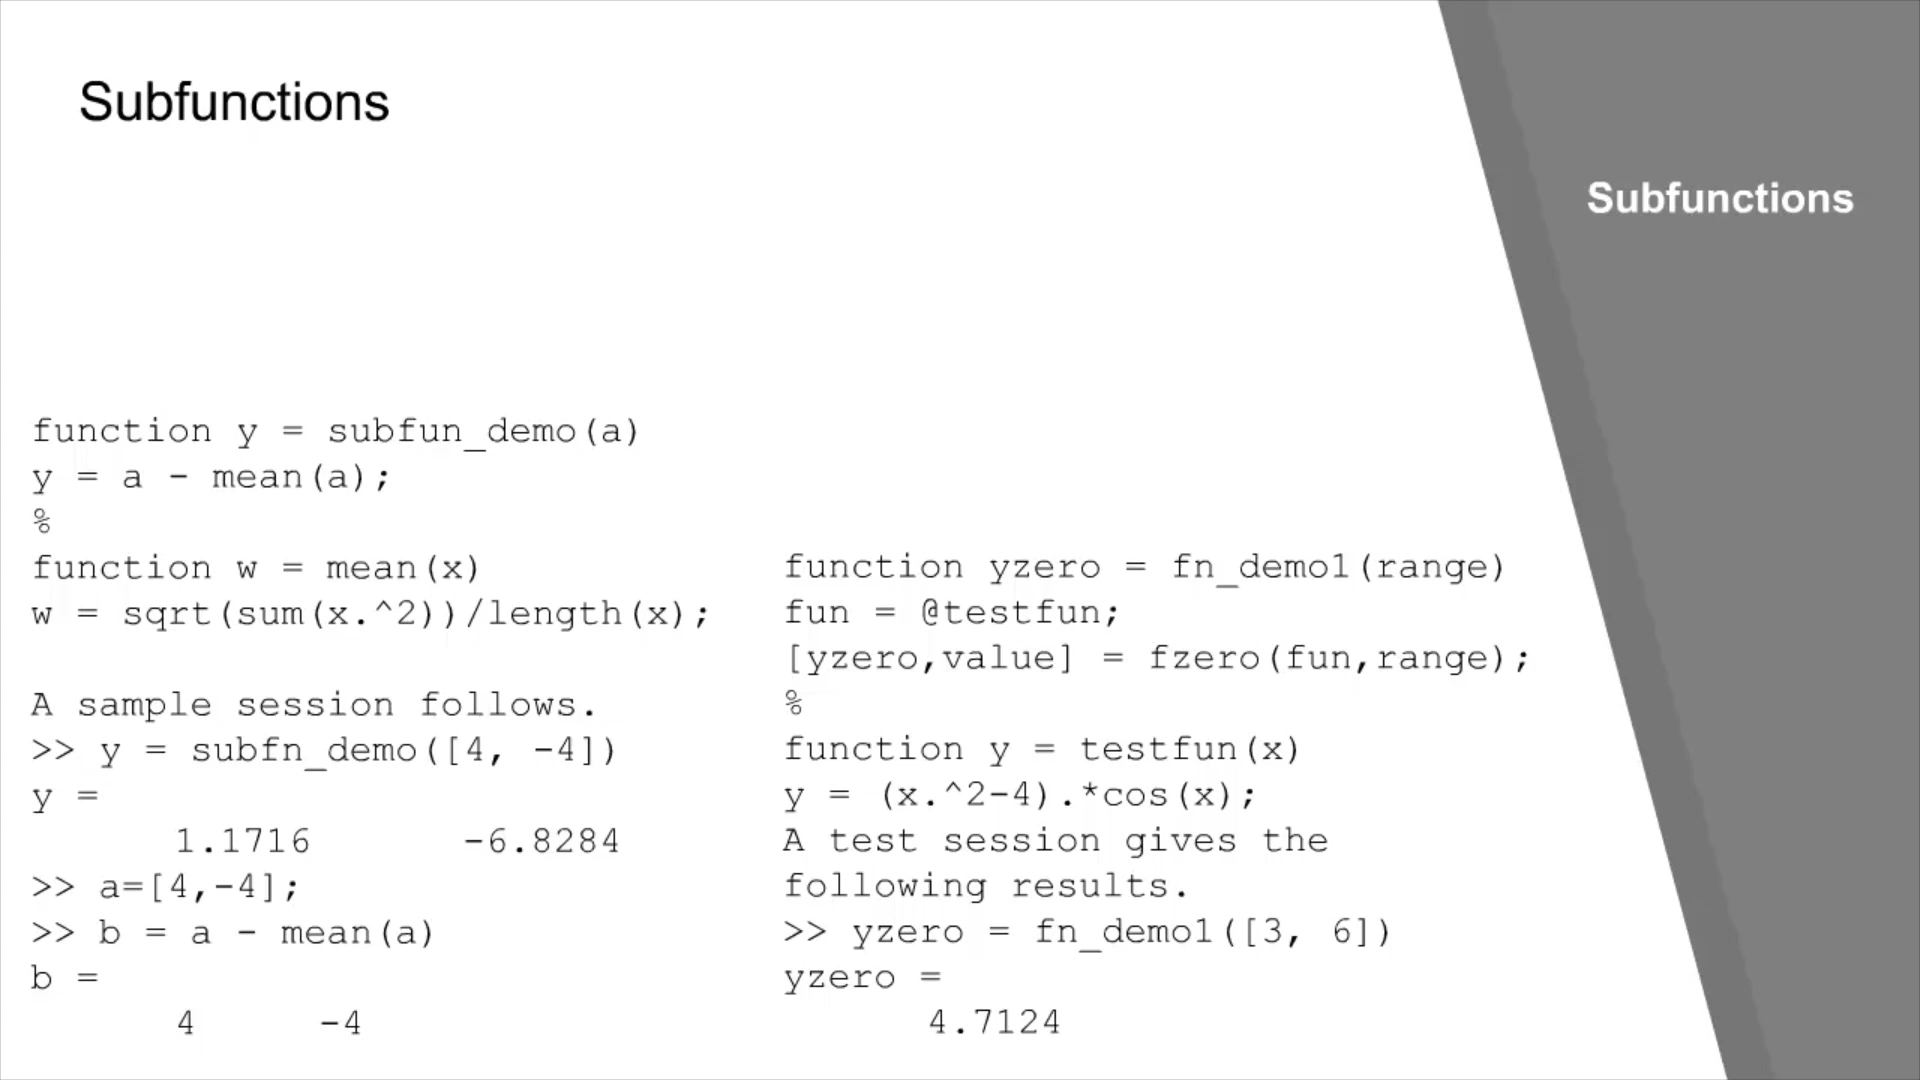 Subfunctions
Subfunctions
function y = subfun_demo(a)
y = a - mean(a);
%
function w = mean(x)
w = sqrt(sum(x.^2))/length(x);
A sample session follows.
>> y = subfn_demo([4, -4])
y =
1.1716 -6.8284
>> a=[4,-4];
>> b = a - mean(a)
b =
4 -4
function yzero = fn_demo1(range)
fun = @testfun;
[yzero,value] = fzero(fun,range);
%
function y = testfun(x)
y = (x.^2-4).*cos(x);
A test session gives the
following results.
>> yzero = fn_demo1([3, 6])
yzero =
4.7124